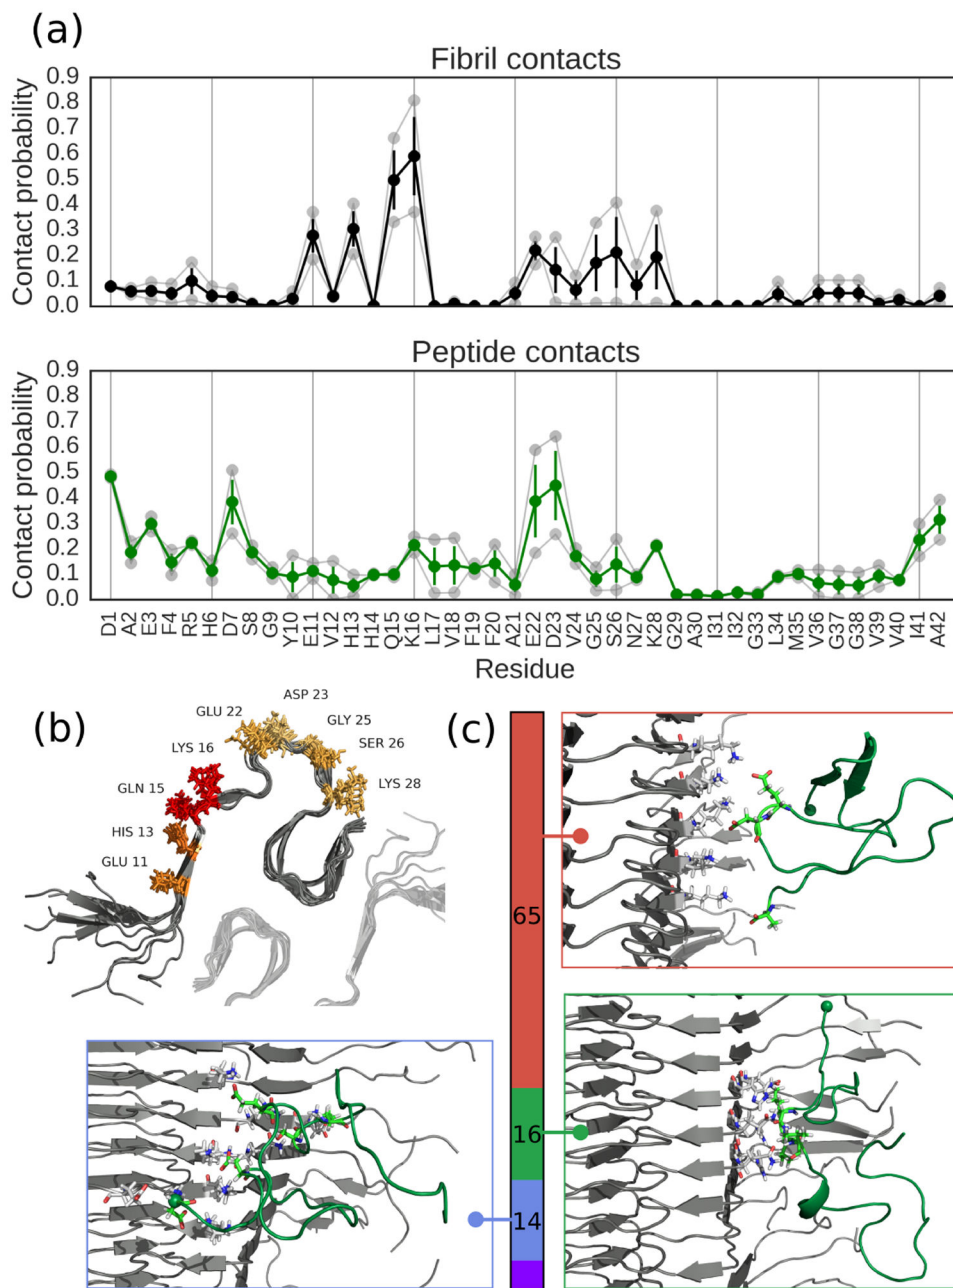 (a)
Fibril contacts
Contact probability
0.9
0.8
0.7
0.6
0.5
0.4
0.3
0.2
0.1
0.0
Peptide contacts
Contact probability
0.9
0.8
0.7
0.6
0.5
0.4
0.3
0.2
0.1
0.0
D1 A2 E3 F4 R5 H6 D7 S8 G9 Y10 E11 V12 H13 H14 Q15 K16 L17 V18 F19 F20 A21 E22 D23 V24 G25 S26 N27 K28 G29 A30 I31 I32 G33 L34 M35 V36 G37 G38 V39 V40 I41 A42
Residue
(b)
ASP 23
GLU 22
GLY 25
LYS 16
SER 26
GLN 15
LYS 28
HIS 13
GLU 11
(c)
65
16
14